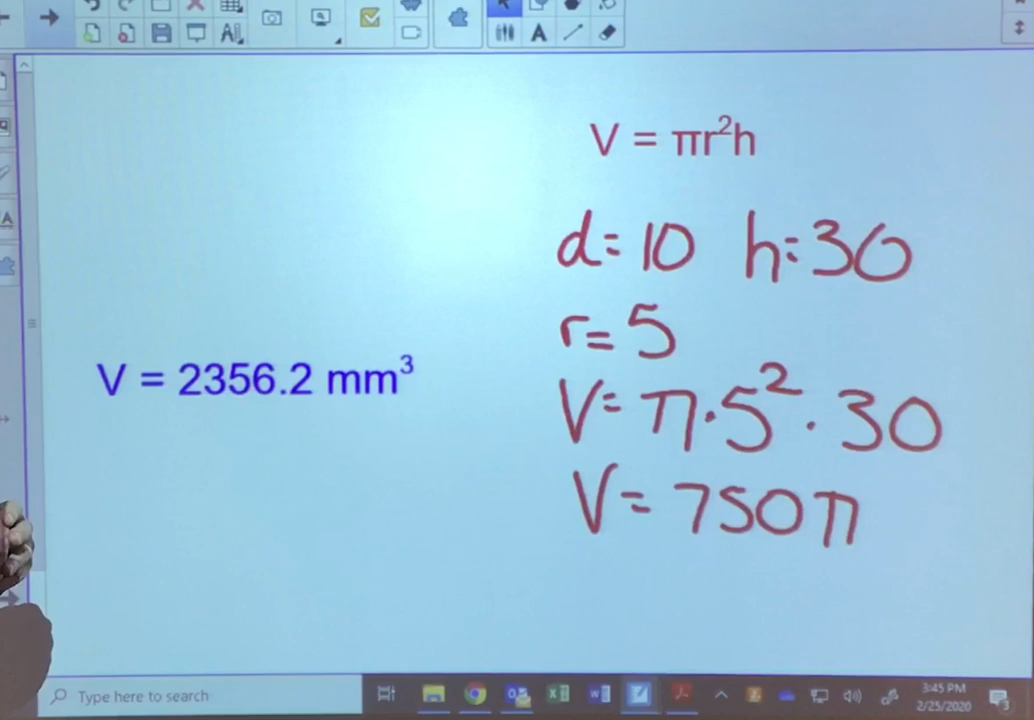 V = πr²h
d = 10 h = 30
r = 5
V = 2356.2 mm³
V = π · 5² · 30
V = 750π
Type here to search
3:45 PM
2/25/2020
3